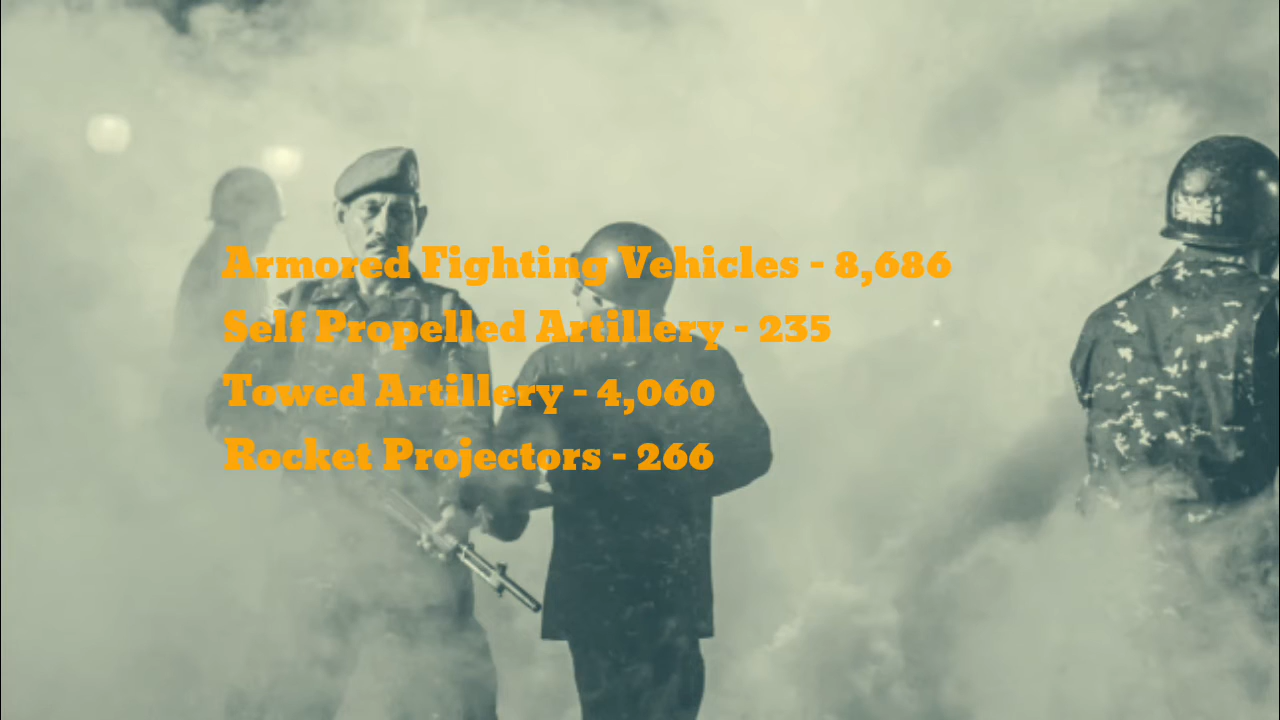 Armored Fighting Vehicles - 8,686
Self Propelled Artillery - 235
Towed Artillery - 4,060
Rocket Projectors - 266